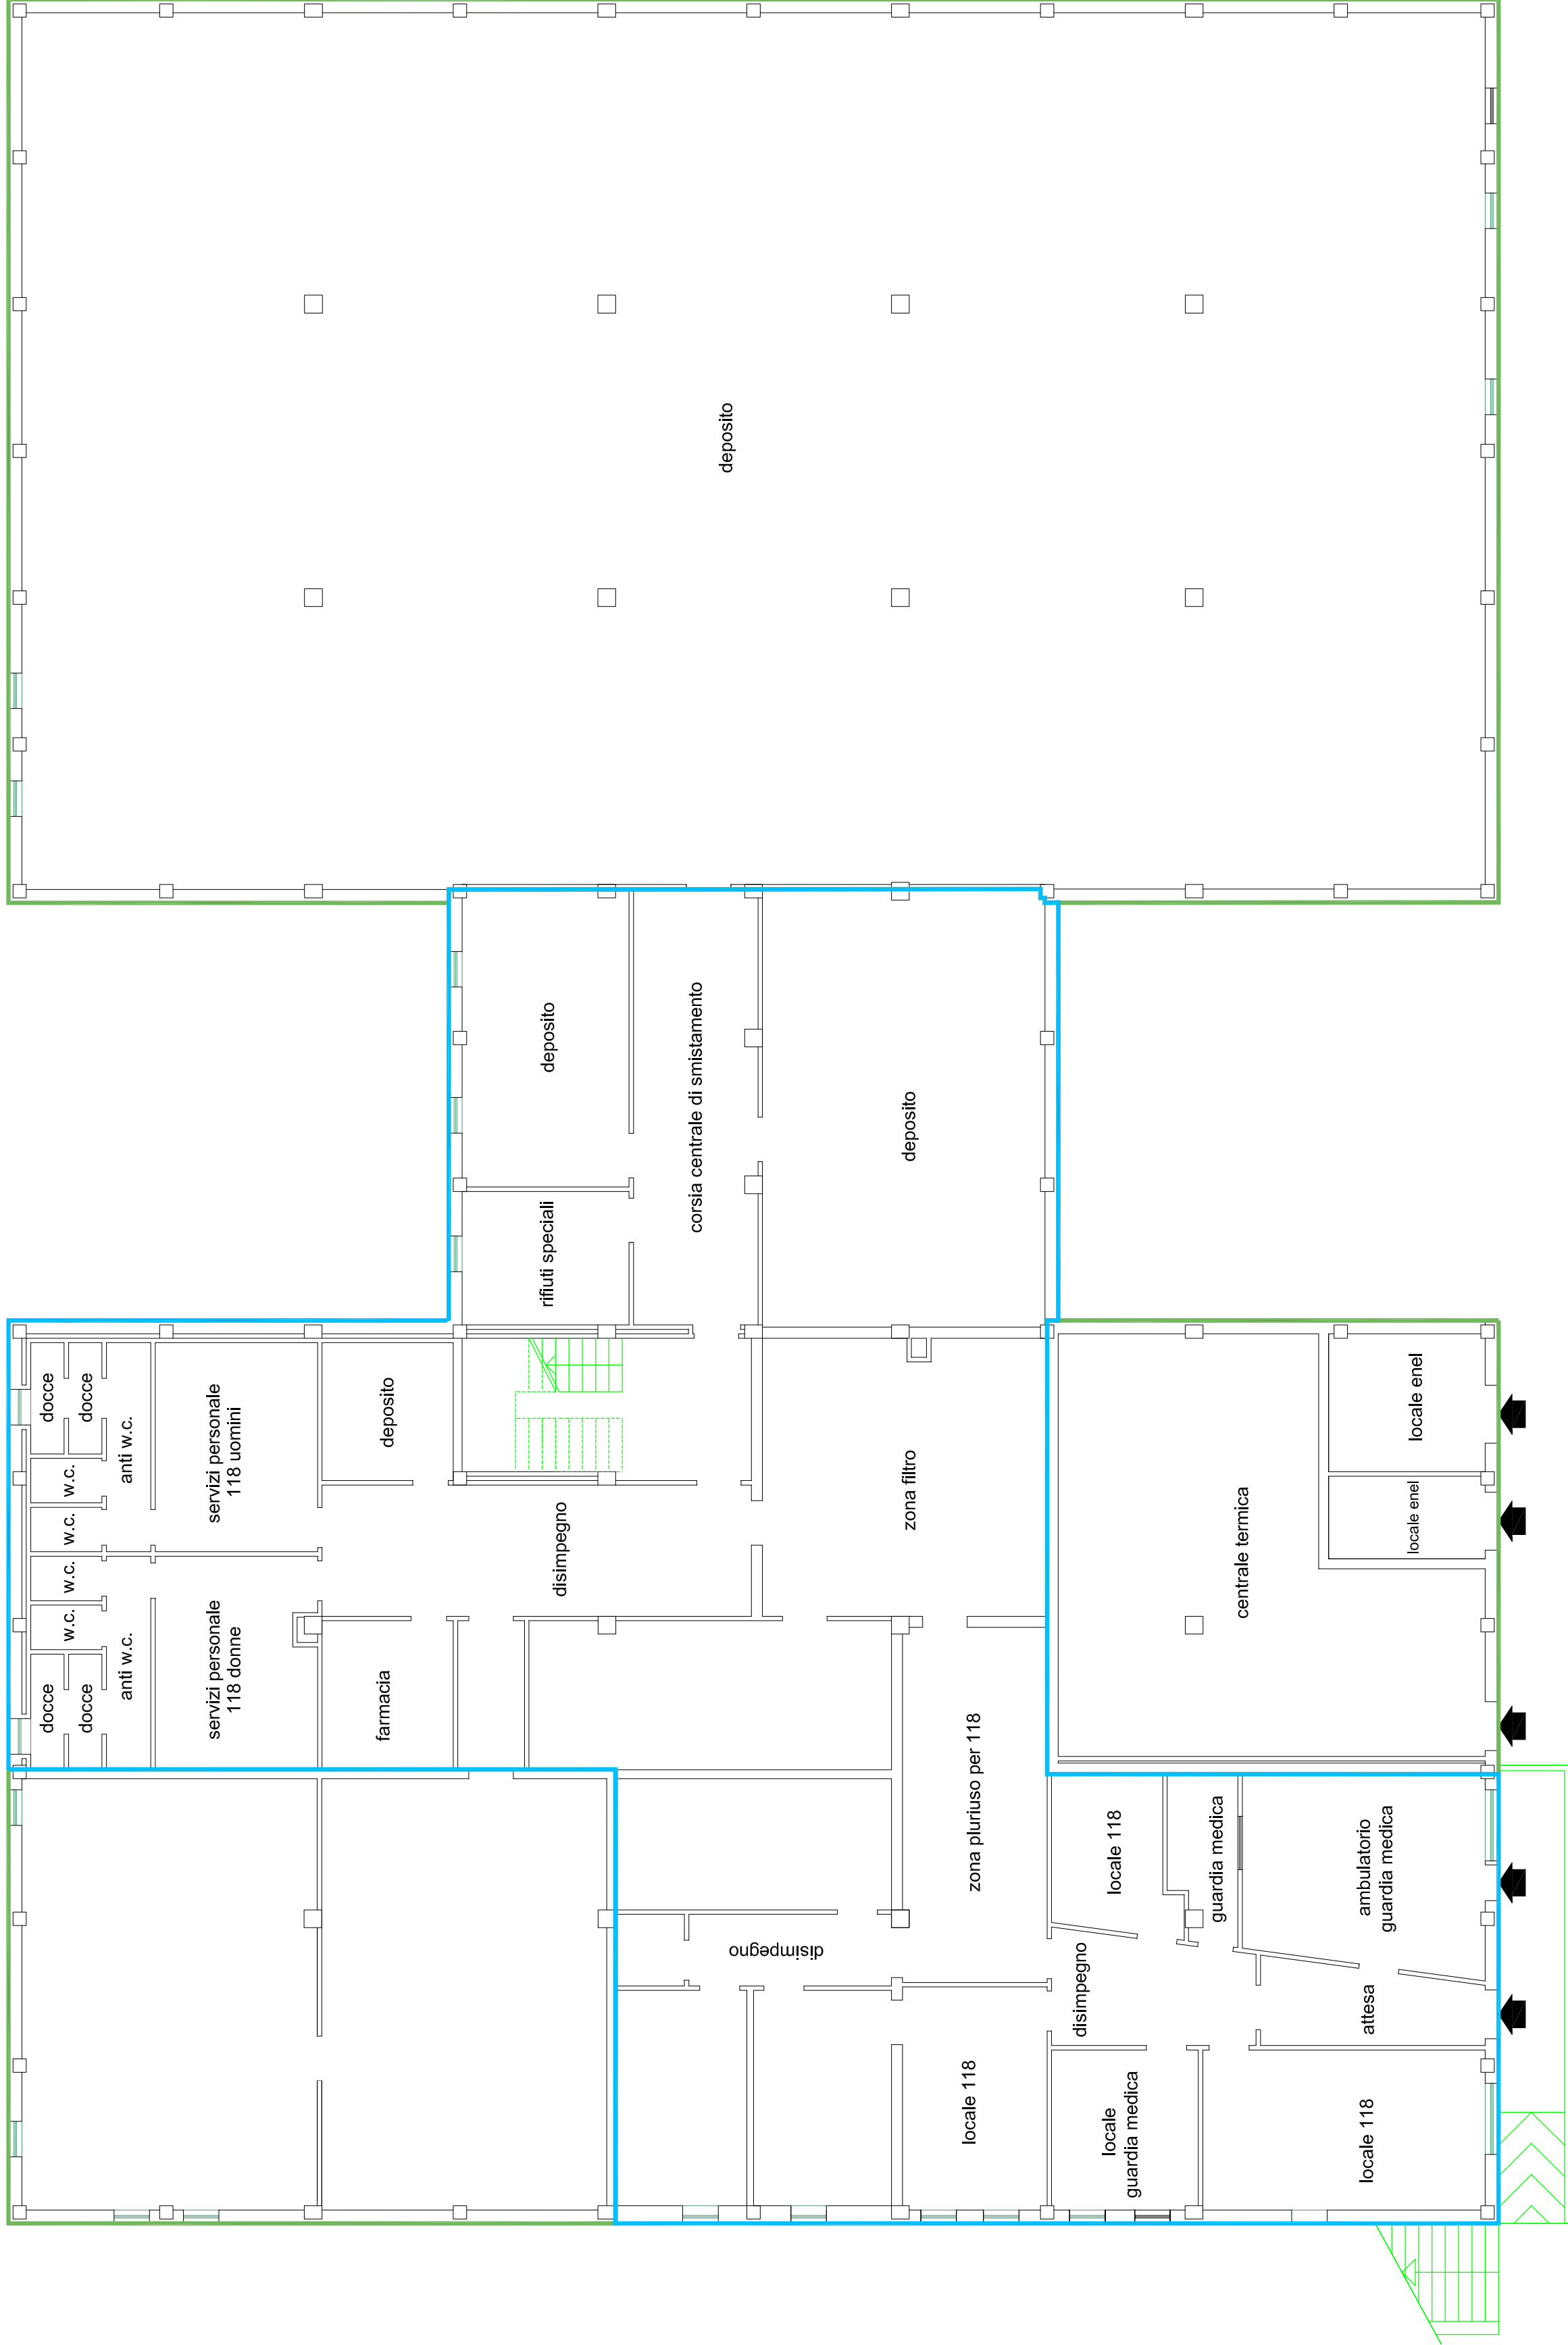 deposito
deposito
corsia centrale di smistamento
deposito
rifiuti speciali
docce
docce
w.c.
w.c.
anti w.c.
servizi personale
118 uomini
deposito
w.c.
w.c.
docce
docce
anti w.c.
servizi personale
118 donne
farmacia
disimpegno
zona filtro
centrale termica
locale enel
locale enel
zona pluriuso per 118
locale 118
guardia medica
ambulatorio
guardia medica
disimpegno
disimpegno
attesa
locale 118
locale
guardia medica
locale 118